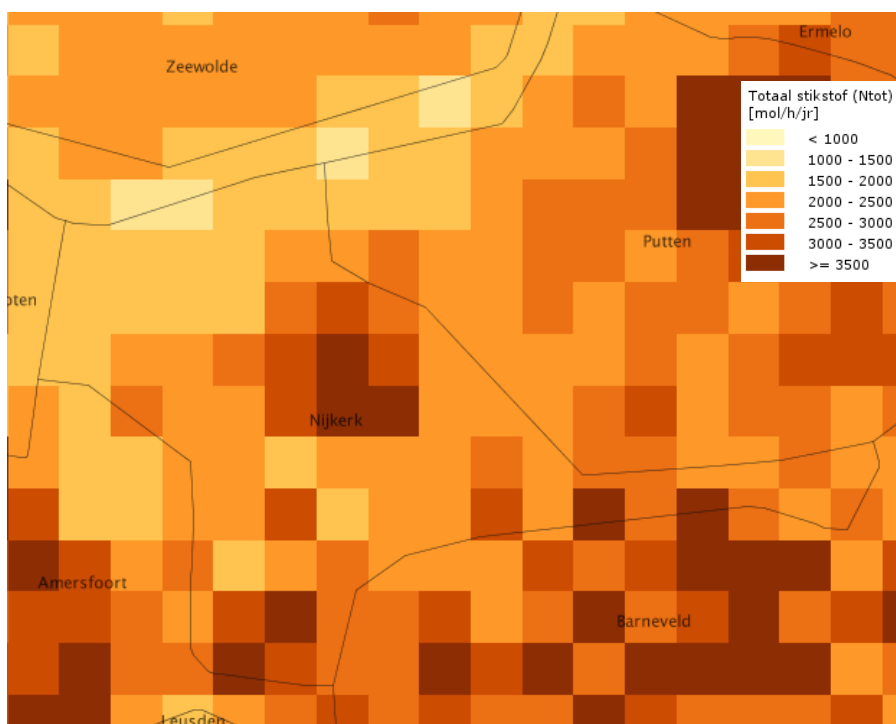 Ermelo
Zeewolde
Totaal stikstof (Ntot)
[mol/h/jr]
< 1000
1000 - 1500
1500 - 2000
2000 - 2500
2500 - 3000
3000 - 3500
>= 3500
Putten
oten
Nijkerk
Amersfoort
Barneveld
Leusden